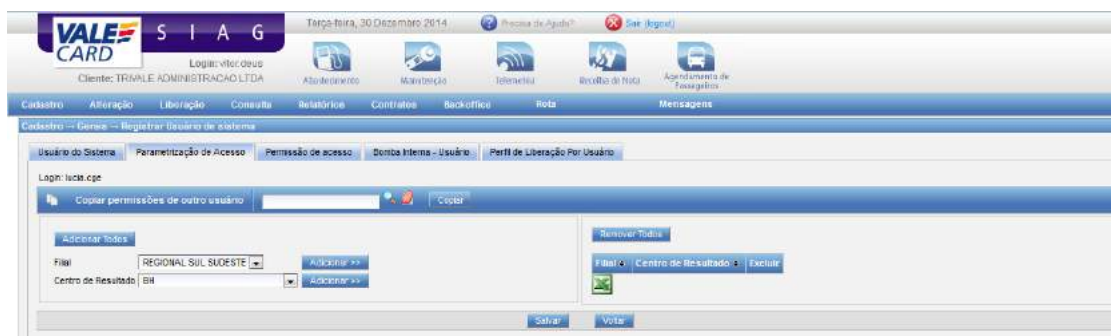 VALE CARD
S I A G
Terça-feira, 30 Dezembro 2014
Precisa de Ajuda?
Sair (logout)
Login: vitor.deus
Cliente: TRIVALE ADMINISTRACAO LTDA
Abastecimento
Manutenção
Telemetria
Recolha de Nota
Agendamento de Passageiros
Cadastro Alteração Liberação Consulta Relatórios Contratos Backoffice Rota Mensagens
Cadastro -- Gerais -- Registrar Usuário de sistema
Usuário do Sistema
Parametrização de Acesso
Permissão de acesso
Bomba Interna - Usuário
Perfil de Liberação Por Usuário
Login: lucia.cge
Copiar permissões de outro usuário
Copiar
Adicionar Todos
Filial REGIONAL SUL SUDESTE Adicionar >>
Centro de Resultado BH Adicionar >>
Remover Todos
Filial Centro de Resultado Excluir
Salvar
Voltar